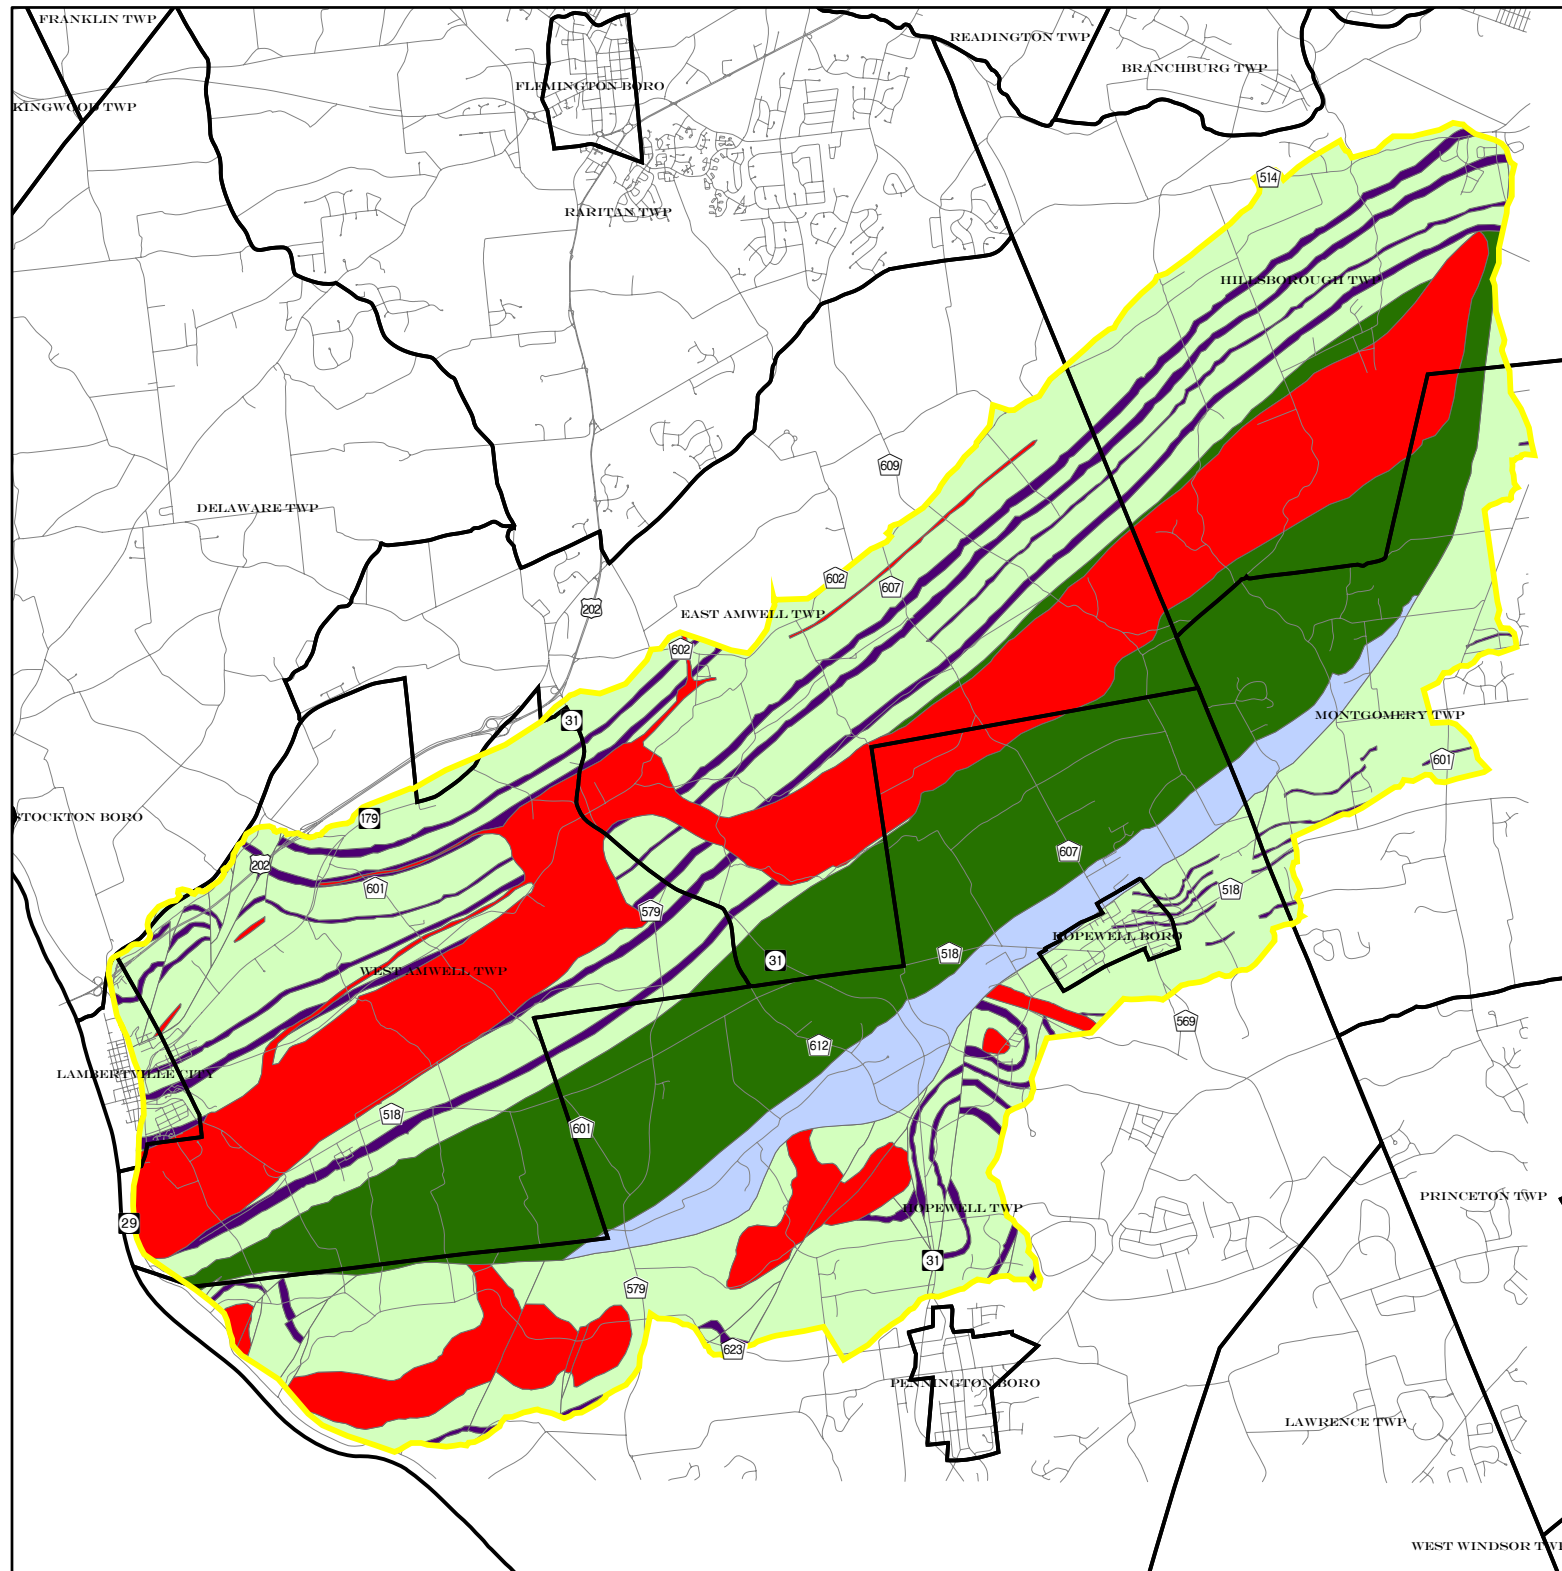 FRANKLIN TWP
READINGTON TWP
BRANCHBURG TWP
FLEMINGTON BORO
KINGWOOD TWP
514
RARITAN TWP
HILLSBOROUGH TWP
609
DELAWARE TWP
602
607
202
EAST AMWELL TWP
602
31
MONTGOMERY TWP
601
179
STOCKTON BORO
202
607
601
518
579
HOPEWELL BORO
518
31
WEST AMWELL TWP
569
612
LAMBERTVILLE CITY
518
601
PRINCETON TWP
HOPEWELL TWP
29
31
579
623
PENNINGTON BORO
LAWRENCE TWP
WEST WINDSOR TWP